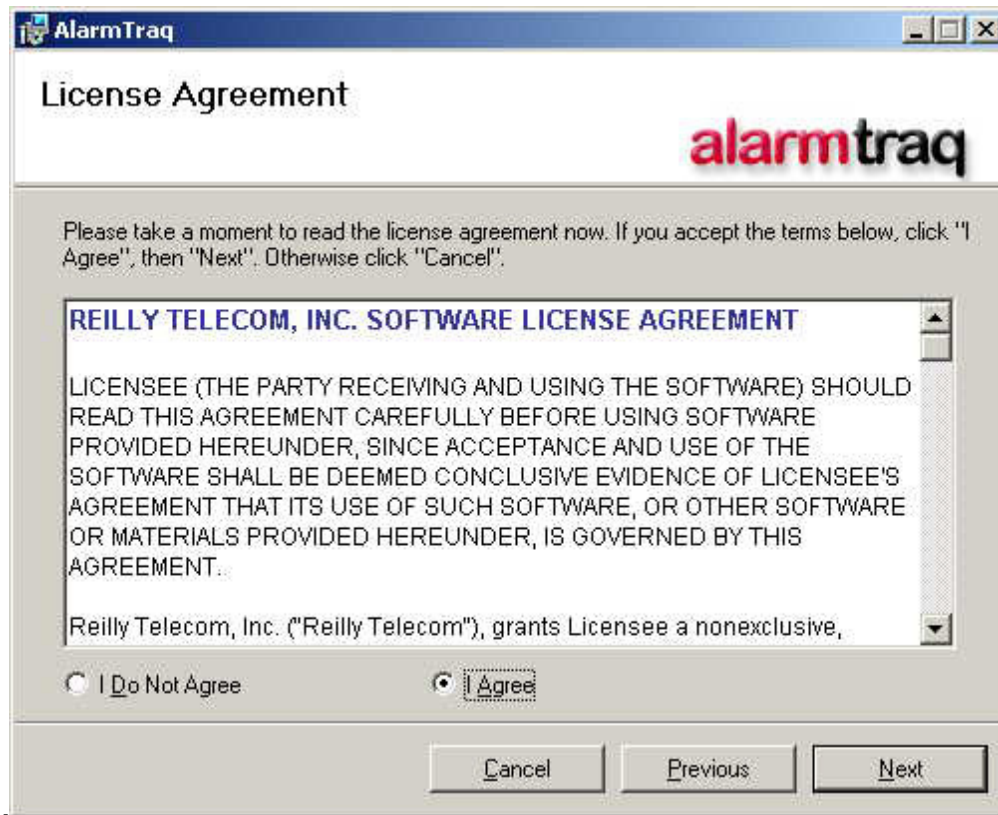 AlarmTraq
License Agreement
alarmtraq
Please take a moment to read the license agreement now. If you accept the terms below, click "I
Agree", then "Next". Otherwise click "Cancel".
REILLY TELECOM, INC. SOFTWARE LICENSE AGREEMENT
LICENSEE (THE PARTY RECEIVING AND USING THE SOFTWARE) SHOULD
READ THIS AGREEMENT CAREFULLY BEFORE USING SOFTWARE
PROVIDED HEREUNDER, SINCE ACCEPTANCE AND USE OF THE
SOFTWARE SHALL BE DEEMED CONCLUSIVE EVIDENCE OF LICENSEE'S
AGREEMENT THAT ITS USE OF SUCH SOFTWARE, OR OTHER SOFTWARE
OR MATERIALS PROVIDED HEREUNDER, IS GOVERNED BY THIS
AGREEMENT.
Reilly Telecom, Inc. ("Reilly Telecom"), grants Licensee a nonexclusive,
I Do Not Agree
I Agree
Cancel
Previous
Next